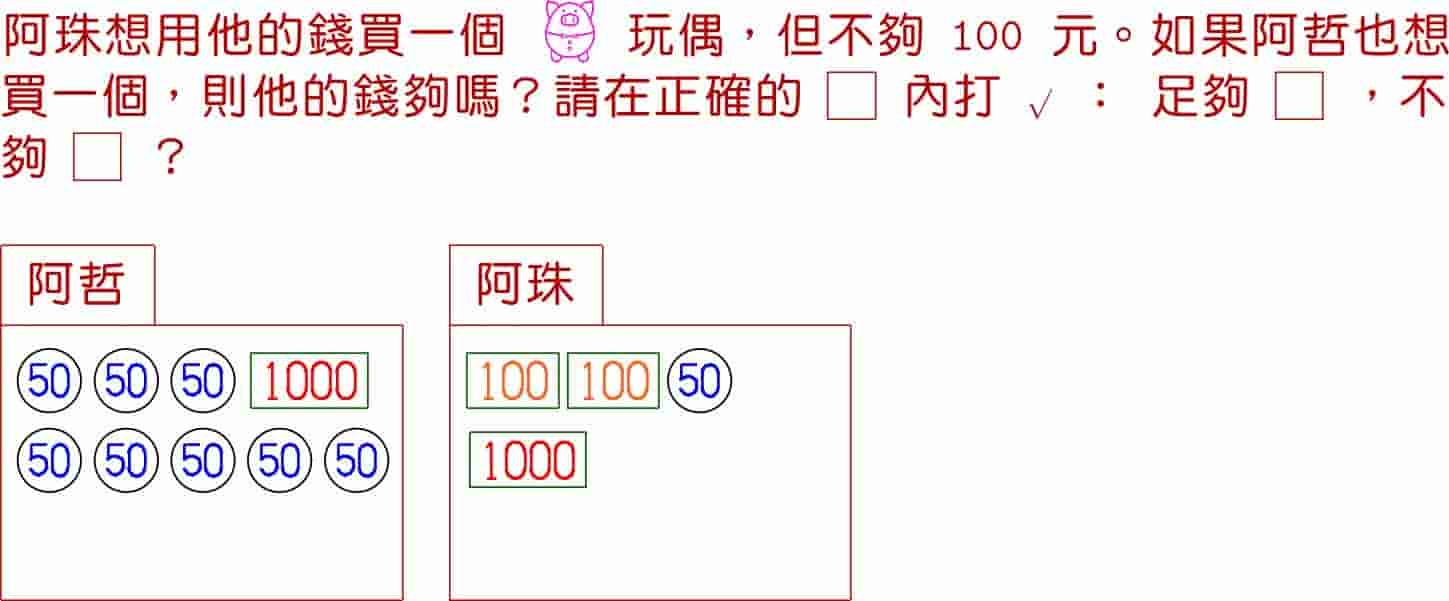 阿珠想用他的錢買一個 玩偶，但不夠 100 元。如果阿哲也想
買一個，則他的錢夠嗎？請在正確的 □ 內打 √ ： 足夠 □ ，不
夠 □ ？
阿哲
50 50 50 1000
50 50 50 50 50
阿珠
100 100 50
1000